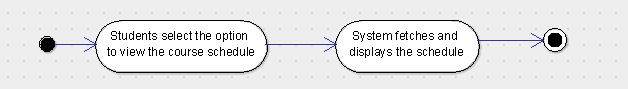 Students select the option
to view the course schedule
System fetches and
displays the schedule